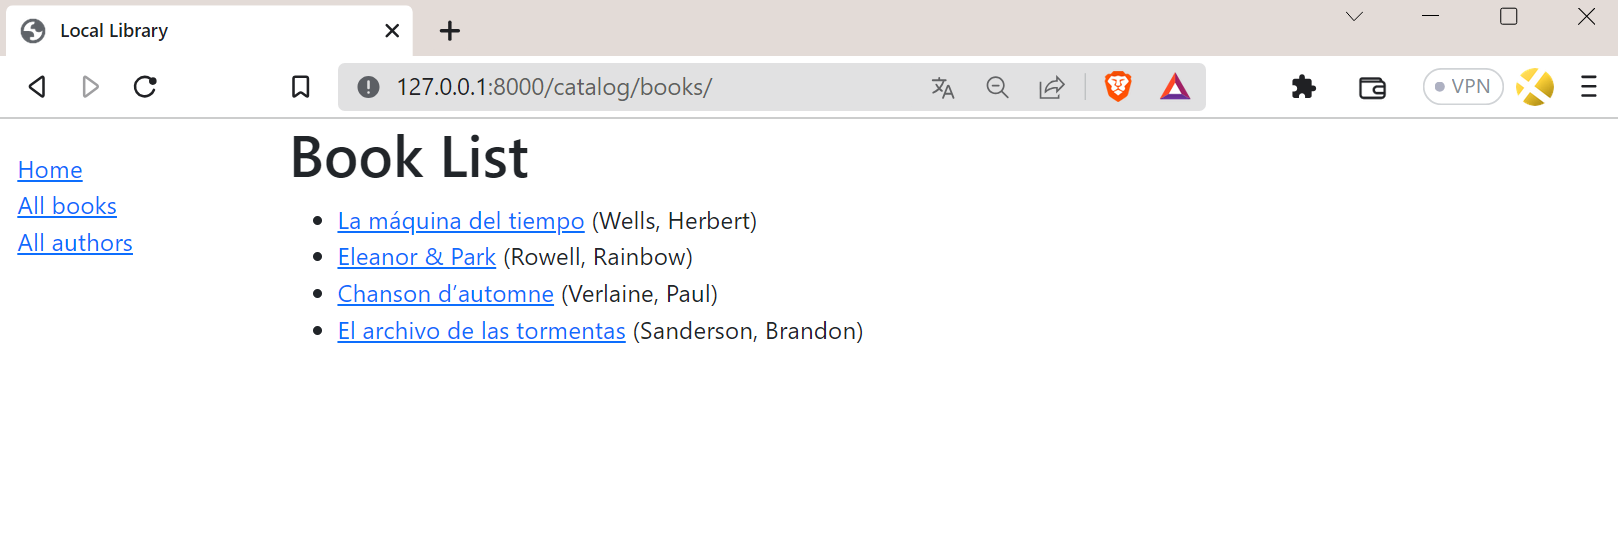 Local Library
127.0.0.1:8000/catalog/books/
VPN
Home
All books
All authors
Book List
La máquina del tiempo (Wells, Herbert)
Eleanor & Park (Rowell, Rainbow)
Chanson d’automne (Verlaine, Paul)
El archivo de las tormentas (Sanderson, Brandon)